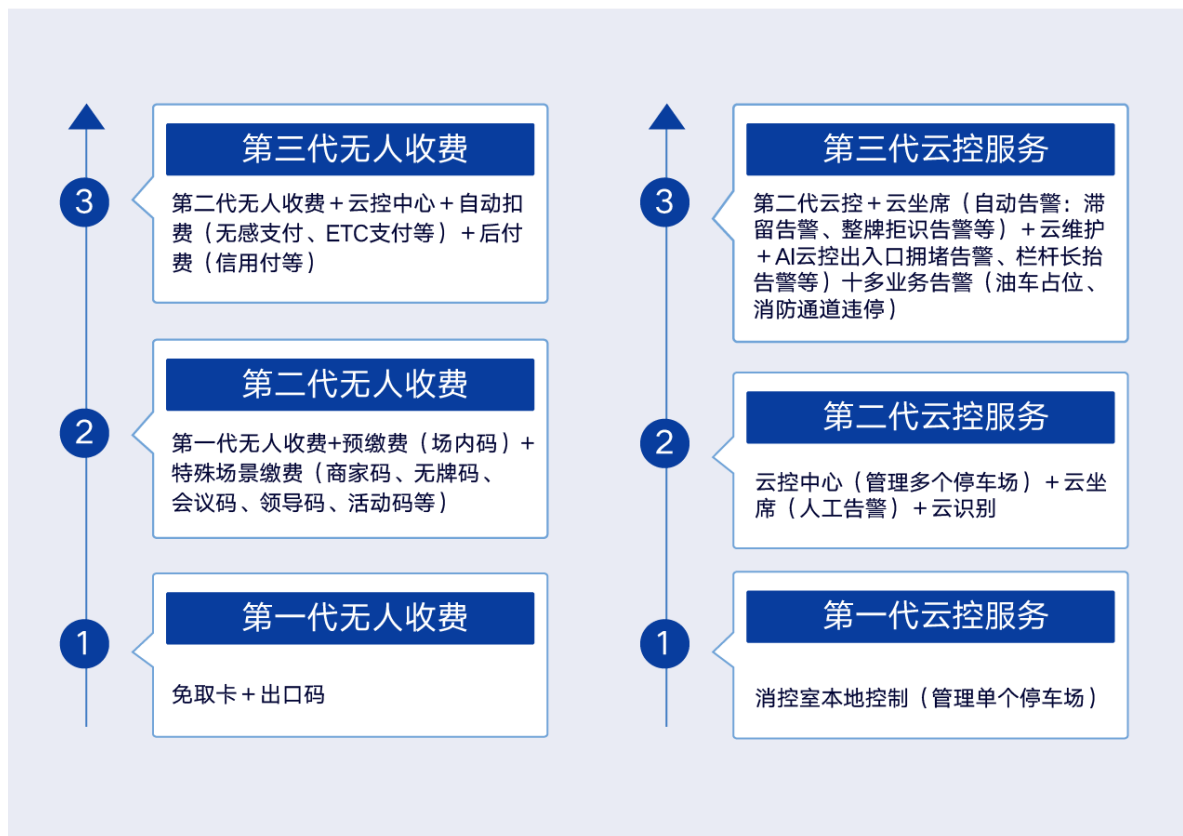 3
第三代无人收费
第二代无人收费＋云控中心＋自动扣
费（无感支付、ETC支付等）＋后付
费（信用付等）
2
第二代无人收费
第一代无人收费+预缴费（场内码）+
特殊场景缴费（商家码、无牌码、
会议码、领导码、活动码等）
1
第一代无人收费
免取卡＋出口码
3
第三代云控服务
第二代云控＋云坐席（自动告警：滞
留告警、整牌拒识告警等）＋云维护
＋AI云控出入口拥堵告警、栏杆长抬
告警等）十多业务告警（油车占位、
消防通道违停）
2
第二代云控服务
云控中心（管理多个停车场）＋云坐
席（人工告警）＋云识别
1
第一代云控服务
消控室本地控制（管理单个停车场）